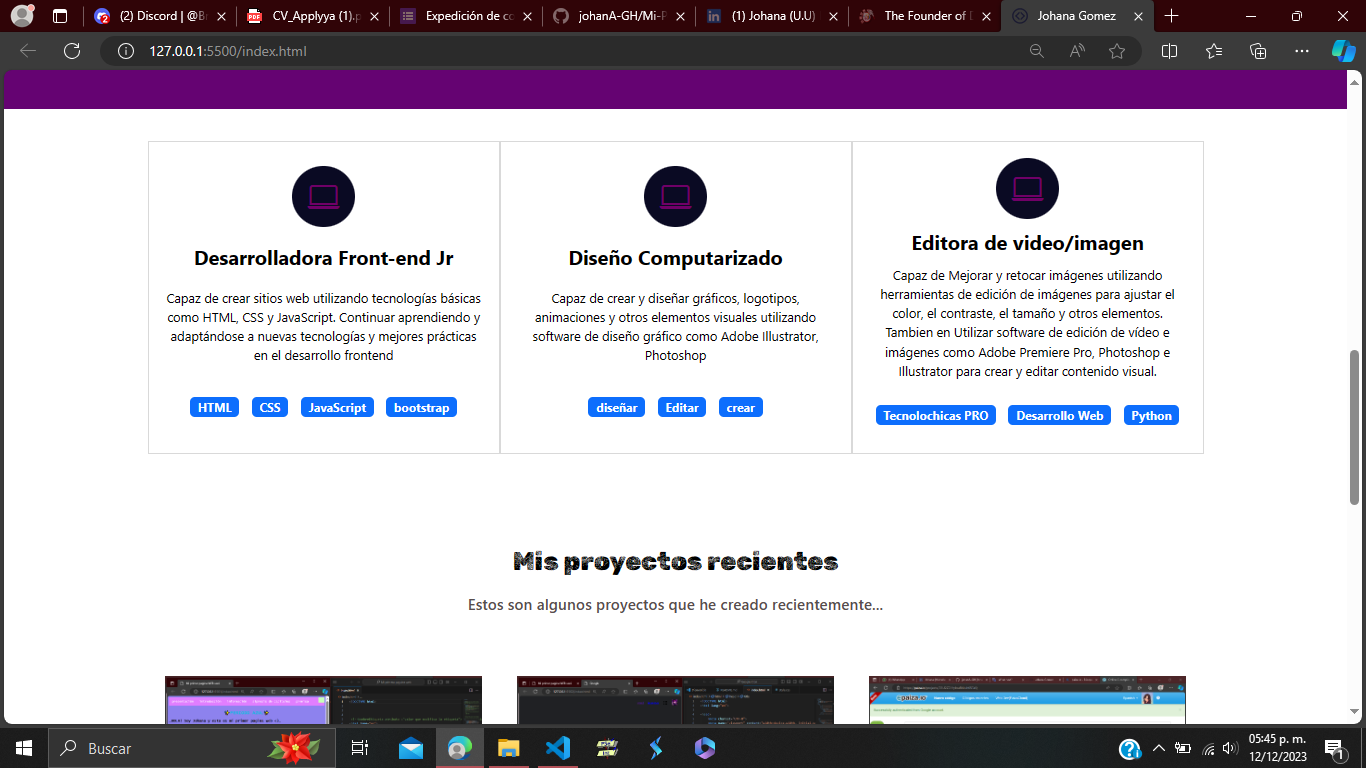 (2) Discord | @Br
CV_Applyya (1).p
Expedición de co
johanA-GH/Mi-P
(1) Johana (U.U)
The Founder of D
Johana Gomez
127.0.0.1:5500/index.html
Desarrolladora Front-end Jr
Capaz de crear sitios web utilizando tecnologías básicas
como HTML, CSS y JavaScript. Continuar aprendiendo y
adaptándose a nuevas tecnologías y mejores prácticas
en el desarrollo frontend
HTML CSS JavaScript bootstrap
Diseño Computarizado
Capaz de crear y diseñar gráficos, logotipos,
animaciones y otros elementos visuales utilizando
software de diseño gráfico como Adobe Illustrator,
Photoshop
diseñar Editar crear
Editora de video/imagen
Capaz de Mejorar y retocar imágenes utilizando
herramientas de edición de imágenes para ajustar el
color, el contraste, el tamaño y otros elementos.
Tambien en Utilizar software de edición de vídeo e
imágenes como Adobe Premiere Pro, Photoshop e
Illustrator para crear y editar contenido visual.
Tecnolochicas PRO Desarrollo Web Python
Mis proyectos recientes
Estos son algunos proyectos que he creado recientemente...
Buscar
05:45 p. m.
12/12/2023
1